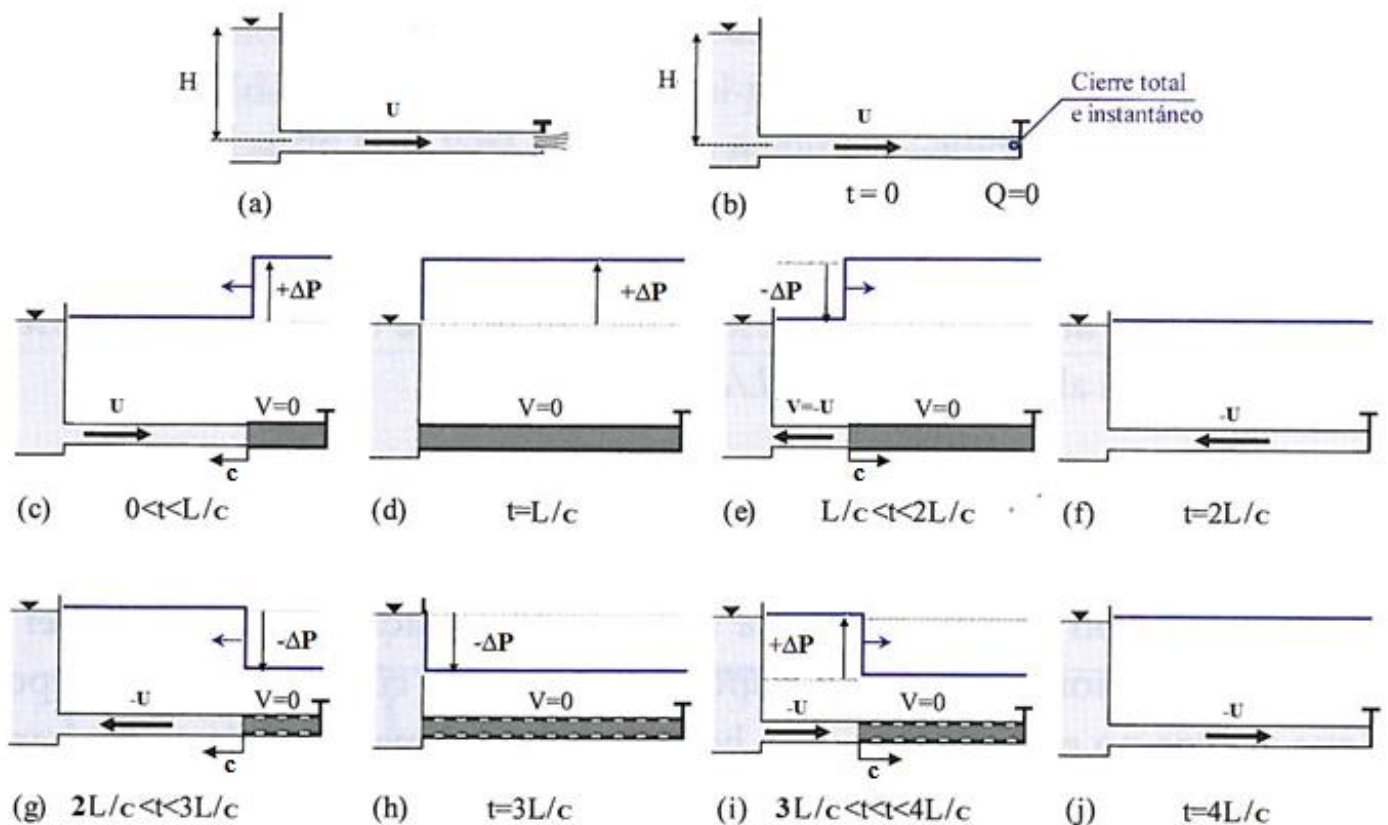 H
U
(a)
H
U
Cierre total
e instantáneo
(b) t = 0 Q=0
+ΔP
U V=0
c
(c) 0<t<L/c
+ΔP
V=0
(d) t=L/c
-ΔP
V=-U V=0
c
(e) L/c<t<2L/c
-U
(f) t=2L/c
-ΔP
-U V=0
c
(g) 2L/c<t<3L/c
-ΔP
V=0
(h) t=3L/c
+ΔP
-U V=0
c
(i) 3L/c<t<t<4L/c
-U
(j) t=4L/c